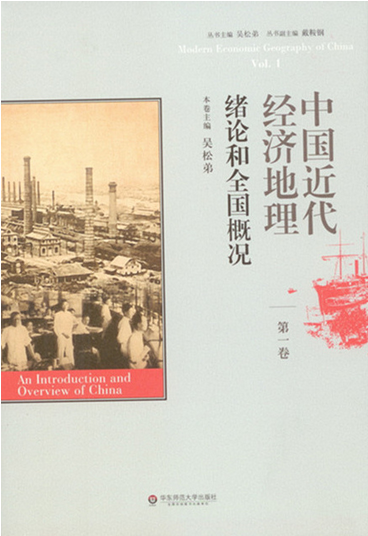 丛书主编 吴松弟 丛书副主编 戴鞍钢
Modern Economic Geography of China
Vol. 1
中国近代
经济地理
绪论和全国概况
本卷主编 吴松弟
第一卷
An Introduction and
Overview of China
华东师范大学出版社